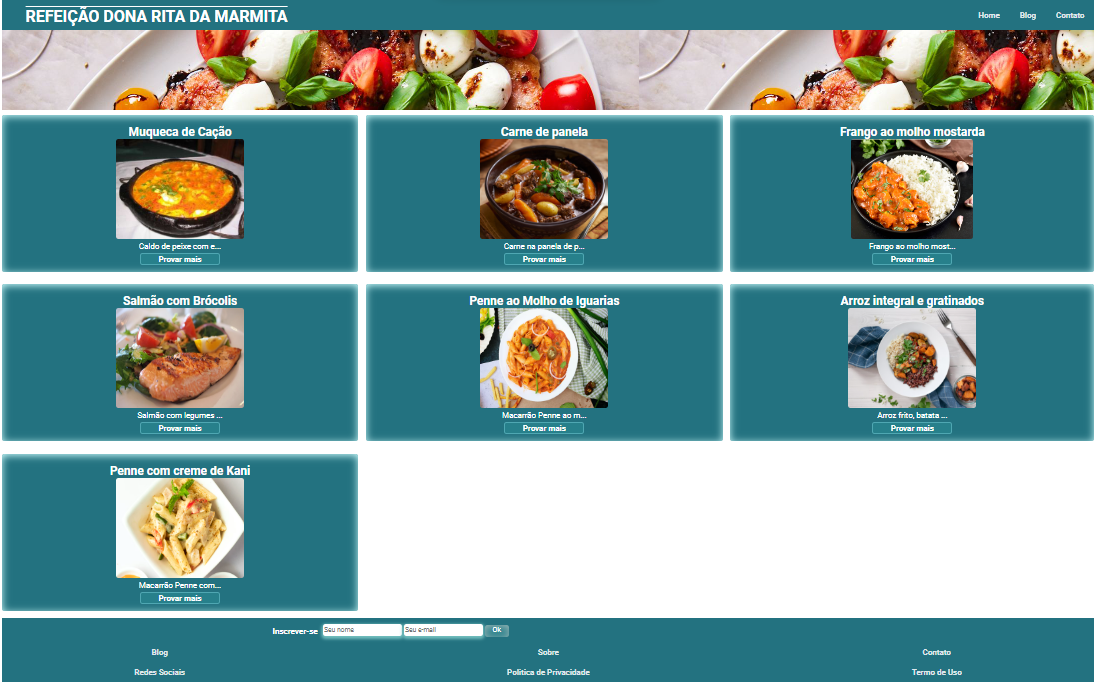 REFEIÇÃO DONA RITA DA MARMITA
Home Blog Contato
Muqueca de Cação
Carne de panela
Frango ao molho mostarda
Caldo de peixe com e...
Carne na panela de p...
Frango ao molho most...
Provar mais
Provar mais
Provar mais
Salmão com Brócolis
Penne ao Molho de Iguarias
Arroz integral e gratinados
Salmão com legumes ...
Macarrão Penne ao m...
Arroz frito, batata ...
Provar mais
Provar mais
Provar mais
Penne com creme de Kani
Macarrão Penne com...
Provar mais
Inscrever-se Seu nome Seu e-mail Ok
Blog Sobre Contato
Redes Sociais Política de Privacidade Termo de Uso